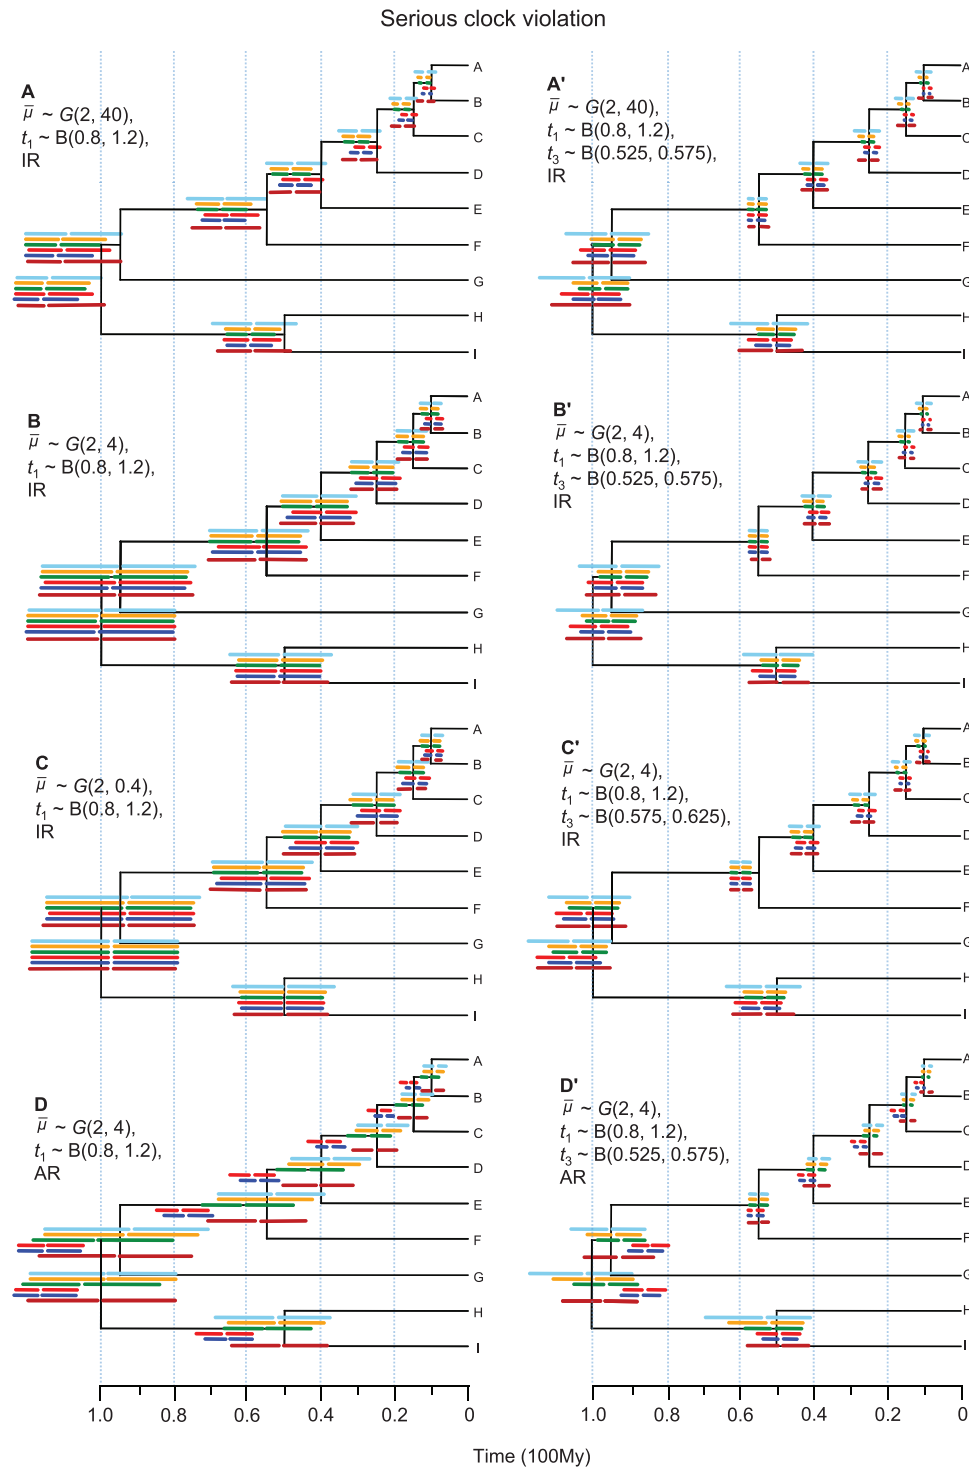 Serious clock violation
A
μ̄ ~ G(2, 40),
t1 ~ B(0.8, 1.2),
IR
A
B
C
D
E
F
G
H
I
A'
μ̄ ~ G(2, 40),
t1 ~ B(0.8, 1.2),
t3 ~ B(0.525, 0.575),
IR
A
B
C
D
E
F
G
H
I
B
μ̄ ~ G(2, 4),
t1 ~ B(0.8, 1.2),
IR
A
B
C
D
E
F
G
H
I
B'
μ̄ ~ G(2, 4),
t1 ~ B(0.8, 1.2),
t3 ~ B(0.525, 0.575),
IR
A
B
C
D
E
F
G
H
I
C
μ̄ ~ G(2, 0.4),
t1 ~ B(0.8, 1.2),
IR
A
B
C
D
E
F
G
H
I
C'
μ̄ ~ G(2, 4),
t1 ~ B(0.8, 1.2),
t3 ~ B(0.575, 0.625),
IR
A
B
C
D
E
F
G
H
I
D
μ̄ ~ G(2, 4),
t1 ~ B(0.8, 1.2),
AR
A
B
C
D
E
F
G
H
I
D'
μ̄ ~ G(2, 4),
t1 ~ B(0.8, 1.2),
t3 ~ B(0.525, 0.575),
AR
A
B
C
D
E
F
G
H
I
1.0 0.8 0.6 0.4 0.2 0
1.0 0.8 0.6 0.4 0.2 0
Time (100My)